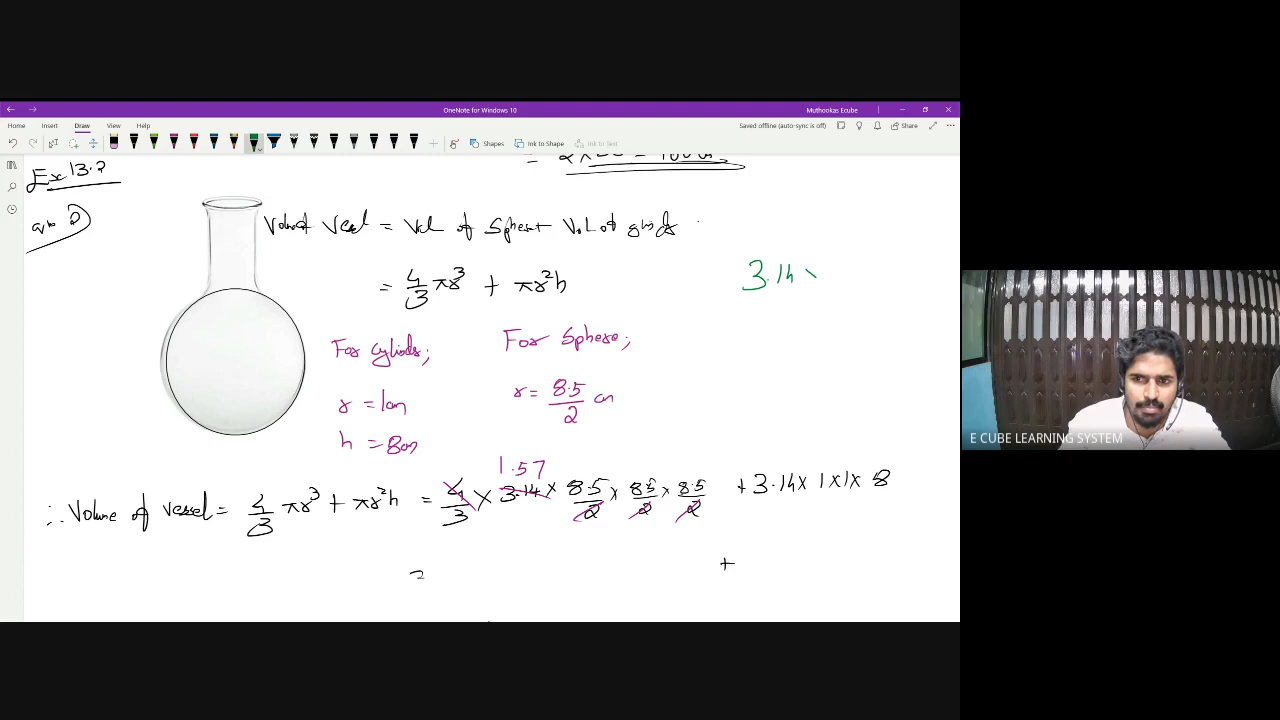 OneNote for Windows 10
Muthookas Ecube
Home Insert Draw View Help
Saved offline (auto-sync is off) Share
Shapes Ink to Shape Ink to Text
Ex 13.2
= Vol of Sphere + Vol of
= 4/3 πr³ + πr²h
3.14 ×
For Cylinder;
For Sphere;
r = 1cm
r = 8.5/2 cm
h = 8cm
1.57
∴ Volume of vessel = 4/3 πr³ + πr²h = 4/3 × 3.14 × 8.5/2 × 8.5/2 × 8.5/2 + 3.14 × 1 × 1 × 8
= +
E CUBE LEARNING SYSTEM